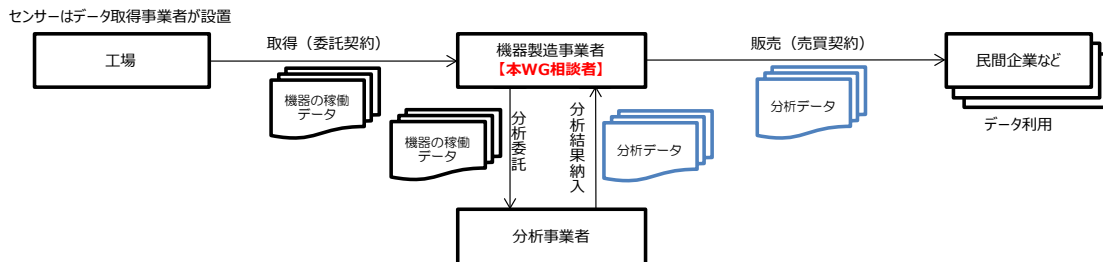 センサーはデータ取得事業者が設置
工場
取得（委託契約）
機器の稼働
データ
機器製造事業者
【本WG相談者】
販売（売買契約）
分析データ
民間企業など
データ利用
機器の稼働
データ
分析委託
分析結果納入
分析データ
分析事業者